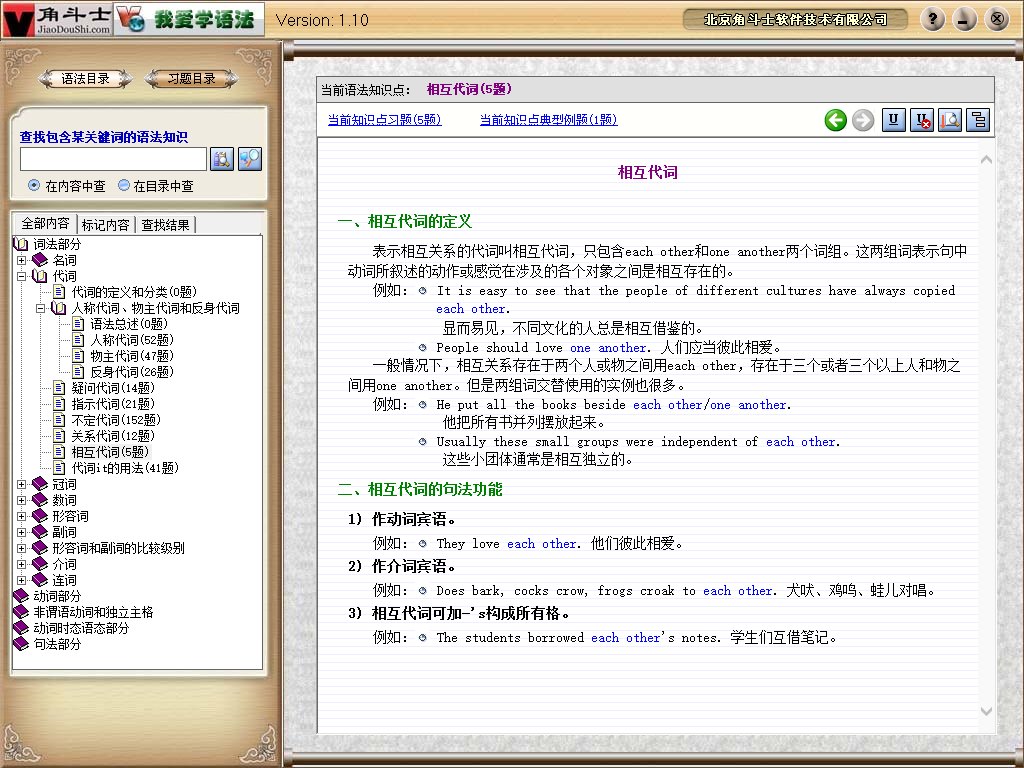 角斗士
JiaoDouShi.com
我爱学语法
Version: 1.10
北京角斗士软件技术有限公司
语法目录
习题目录
查找包含某关键词的语法知识
在内容中查
在目录中查
全部内容
标记内容
查找结果
词法部分
名词
代词
代词的定义和分类(0题)
人称代词、物主代词和反身代词
语法总述(0题)
人称代词(52题)
物主代词(47题)
反身代词(26题)
疑问代词(14题)
指示代词(21题)
不定代词(152题)
关系代词(12题)
相互代词(5题)
代词it的用法(41题)
冠词
数词
形容词
副词
形容词和副词的比较级别
介词
连词
动词部分
非谓语动词和独立主格
动词时态语态部分
句法部分
当前语法知识点： 相互代词(5题)
当前知识点习题(5题)
当前知识点典型例题(1题)
相互代词
一、相互代词的定义
表示相互关系的代词叫相互代词，只包含each other和one another两个词组。这两组词表示句中
动词所叙述的动作或感觉在涉及的各个对象之间是相互存在的。
例如： It is easy to see that the people of different cultures have always copied
each other.
显而易见，不同文化的人总是相互借鉴的。
People should love one another. 人们应当彼此相爱。
一般情况下，相互关系存在于两个人或物之间用each other，存在于三个或者三个以上人和物之
间用one another。但是两组词交替使用的实例也很多。
例如： He put all the books beside each other/one another.
他把所有书并列摆放起来。
Usually these small groups were independent of each other.
这些小团体通常是相互独立的。
二、相互代词的句法功能
1) 作动词宾语。
例如： They love each other. 他们彼此相爱。
2) 作介词宾语。
例如： Does bark, cocks crow, frogs croak to each other. 犬吠、鸡鸣、蛙儿对唱。
3) 相互代词可加-'s构成所有格。
例如： The students borrowed each other's notes. 学生们互借笔记。